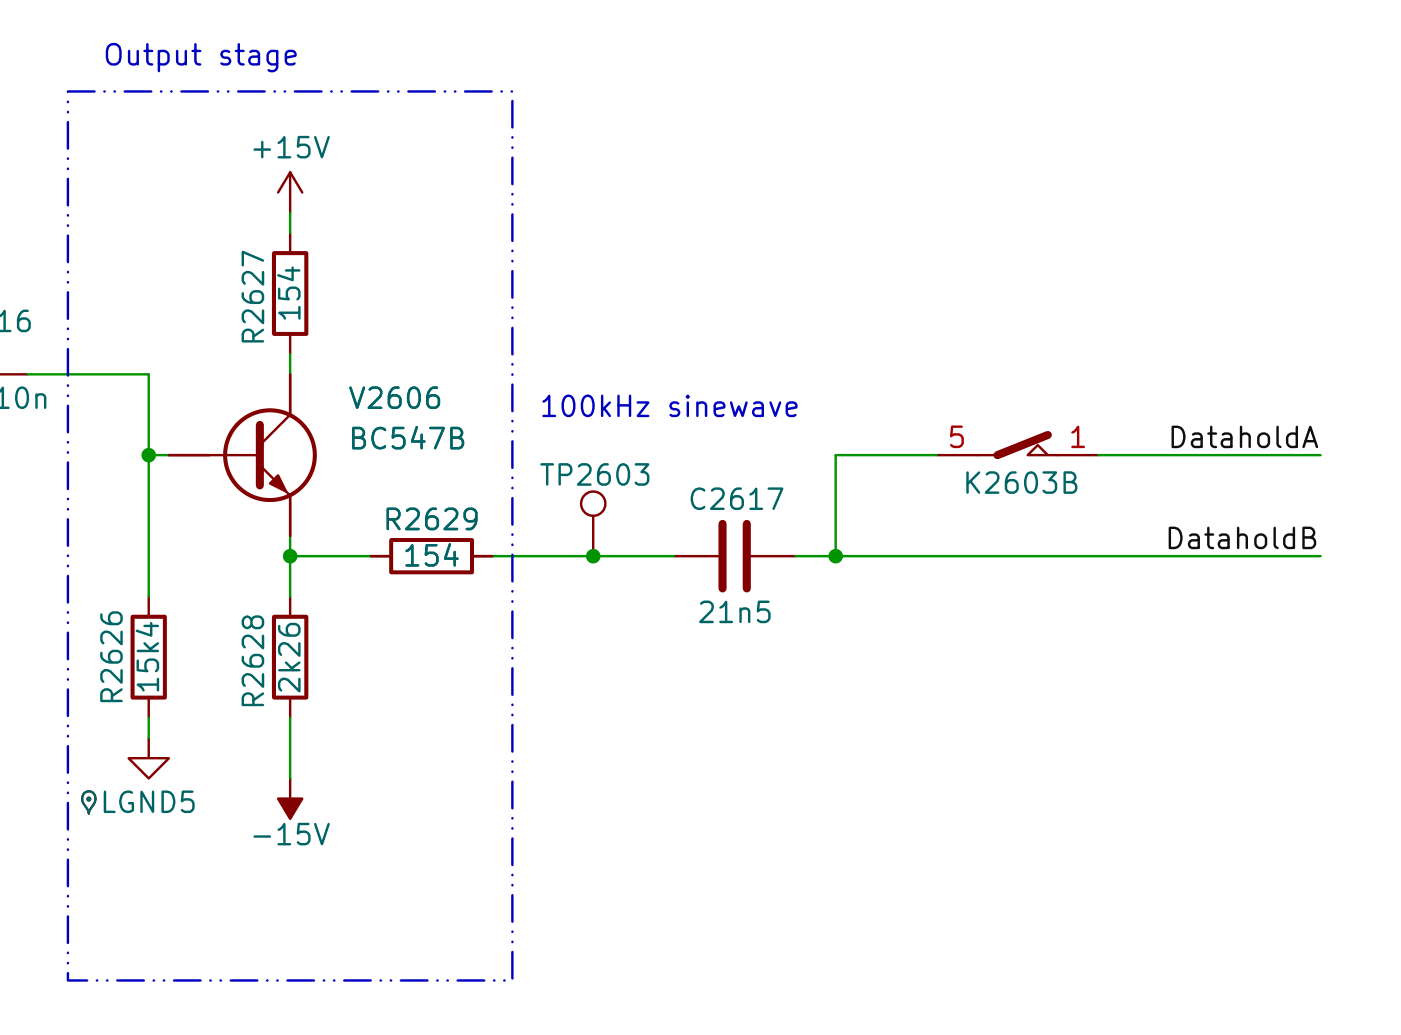 Output stage
+15V
R2627
154
16
10n
V2606
BC547B
100kHz sinewave
TP2603
C2617
21n5
R2629
154
5
1
K2603B
DataholdA
DataholdB
R2626
15k4
R2628
2k26
LGND5
-15V